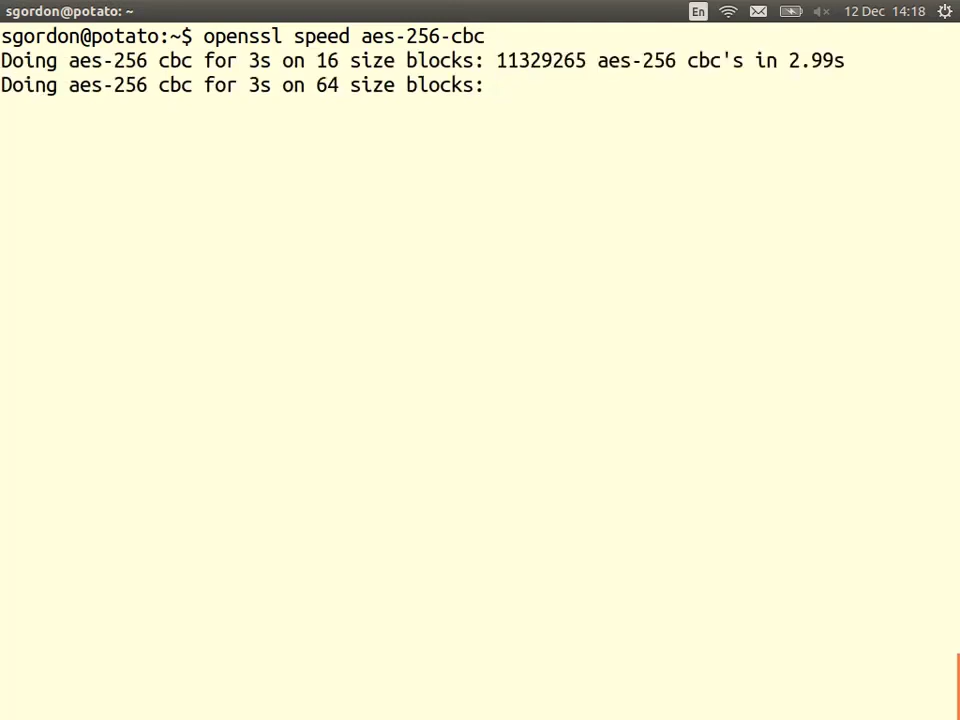 sgordon@potato: ~
En
12 Dec 14:18
sgordon@potato:~$ openssl speed aes-256-cbc
Doing aes-256 cbc for 3s on 16 size blocks: 11329265 aes-256 cbc's in 2.99s
Doing aes-256 cbc for 3s on 64 size blocks: